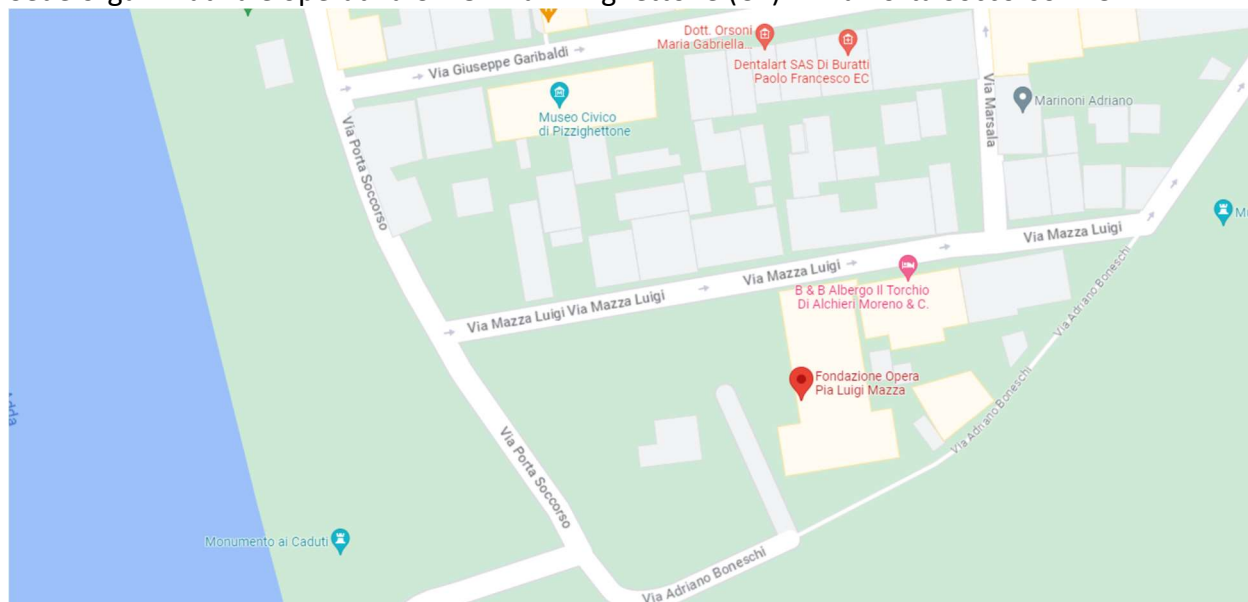 Dott. Orsoni
Maria Gabriella...
Via Giuseppe Garibaldi
Dentalart SAS Di Buratti
Paolo Francesco EC
Via Marsala
Marinoni Adriano
Museo Civico
di Pizzighettone
Via Porta Soccorso
Via Mazza Luigi
Via Mazza Luigi
Via Mazza Luigi Via Mazza Luigi
B & B Albergo Il Torchio
Di Alchieri Moreno & C.
Via Adriano Boneschi
Fondazione Opera
Pia Luigi Mazza
Adda
Via Adriano Boneschi
Via Porta Soccorso
Monumento ai Caduti
Via Adriano Boneschi